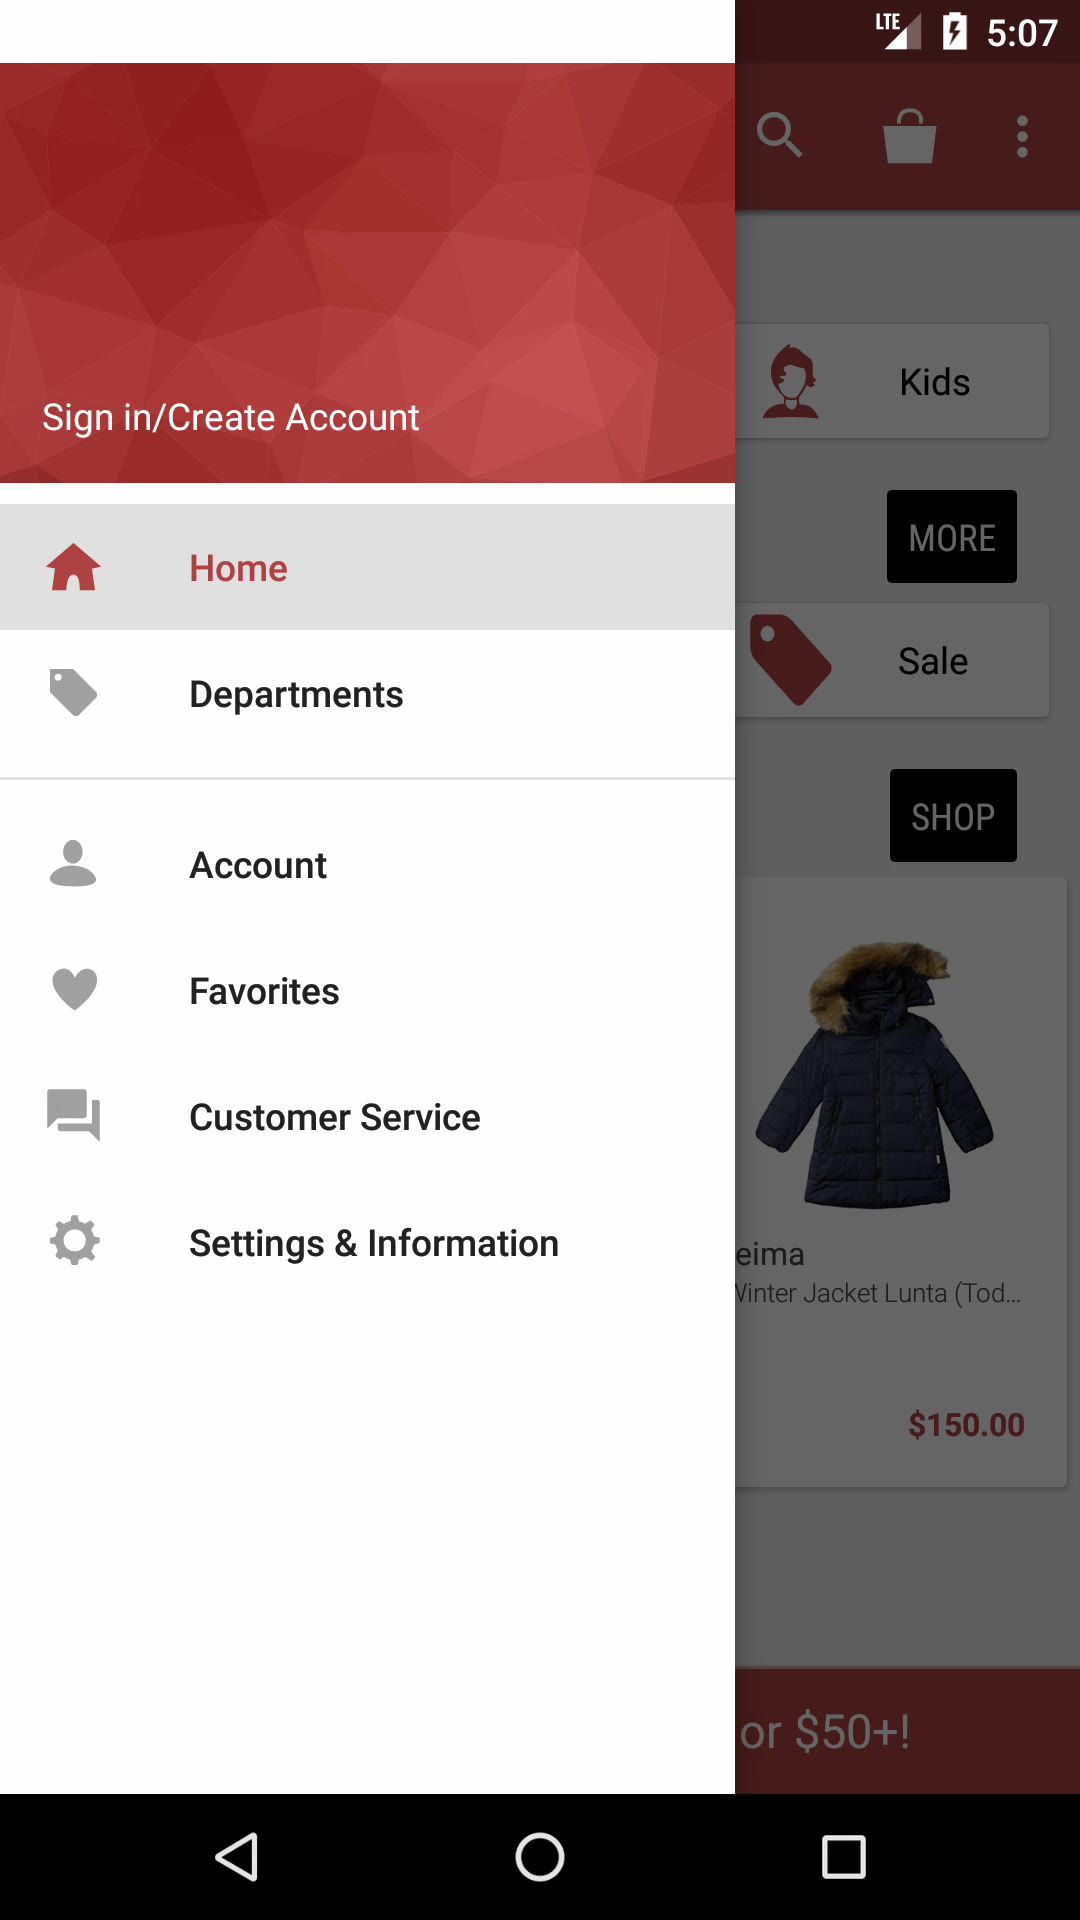 LTE 5:07
Sign in/Create Account
Kids
MORE
Home
Sale
Departments
SHOP
Account
Favorites
Customer Service
Settings & Information
eima
Winter Jacket Lunta (Tod...
$150.00
or $50+!